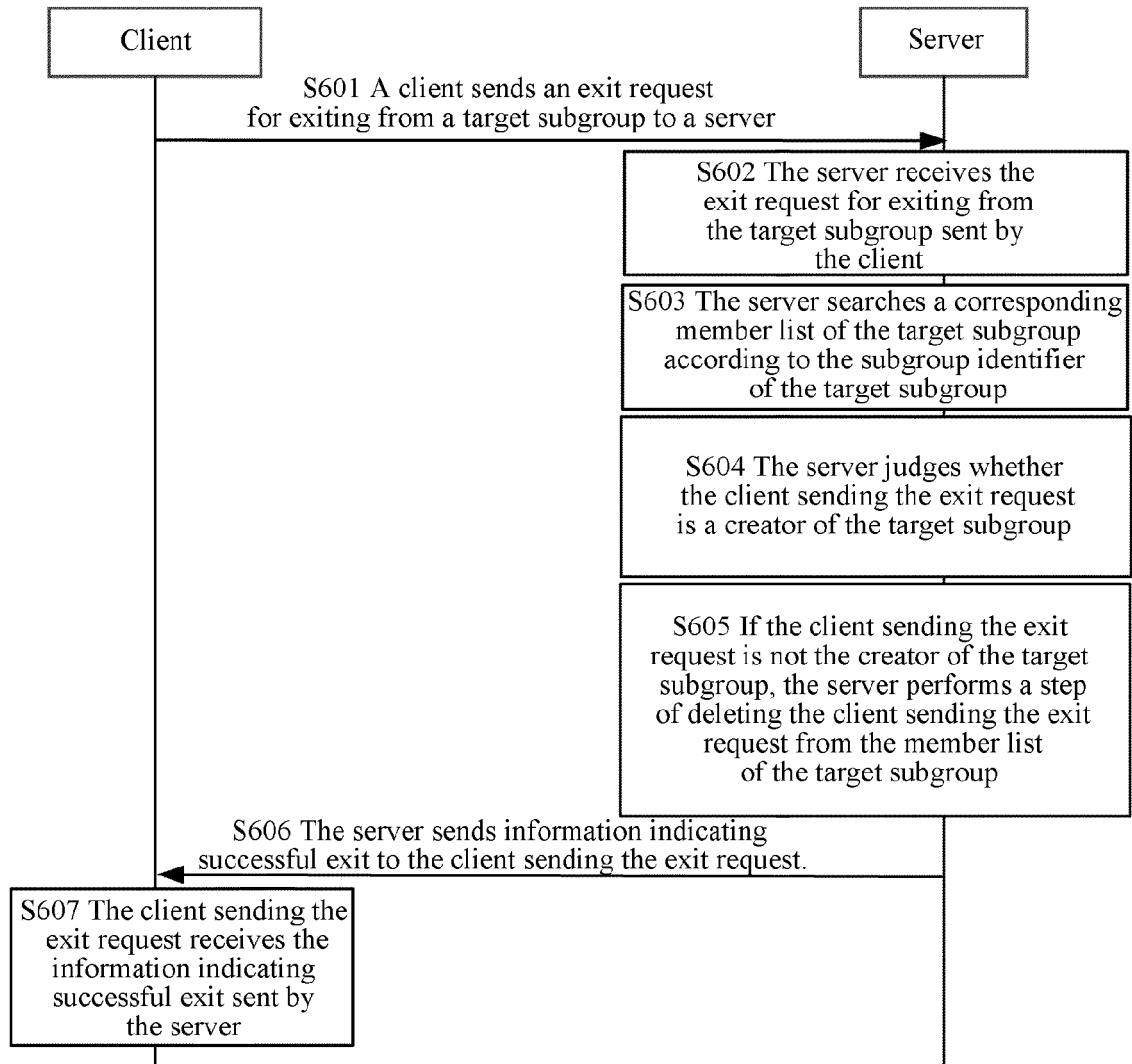 Client
Server
S601 A client sends an exit request
for exiting from a target subgroup to a server
S602 The server receives the
exit request for exiting from
the target subgroup sent by
the client
S603 The server searches a corresponding
member list of the target subgroup
according to the subgroup identifier
of the target subgroup
S604 The server judges whether
the client sending the exit request
is a creator of the target subgroup
S605 If the client sending the exit
request is not the creator of the target
subgroup, the server performs a step
of deleting the client sending the exit
request from the member list
of the target subgroup
S606 The server sends information indicating
successful exit to the client sending the exit request.
S607 The client sending the
exit request receives the
information indicating
successful exit sent by
the server